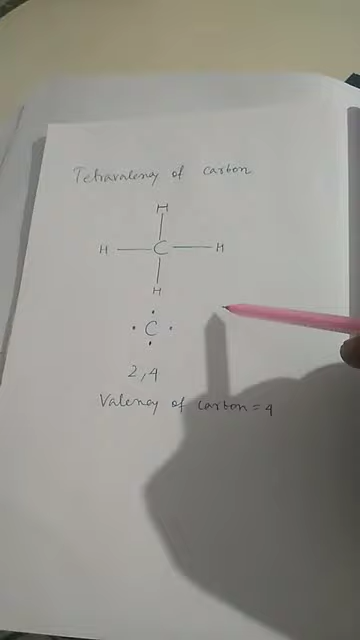 Tetravalency of carbon
H
H — C — H
H
C
2,4
Valency of carbon = 4